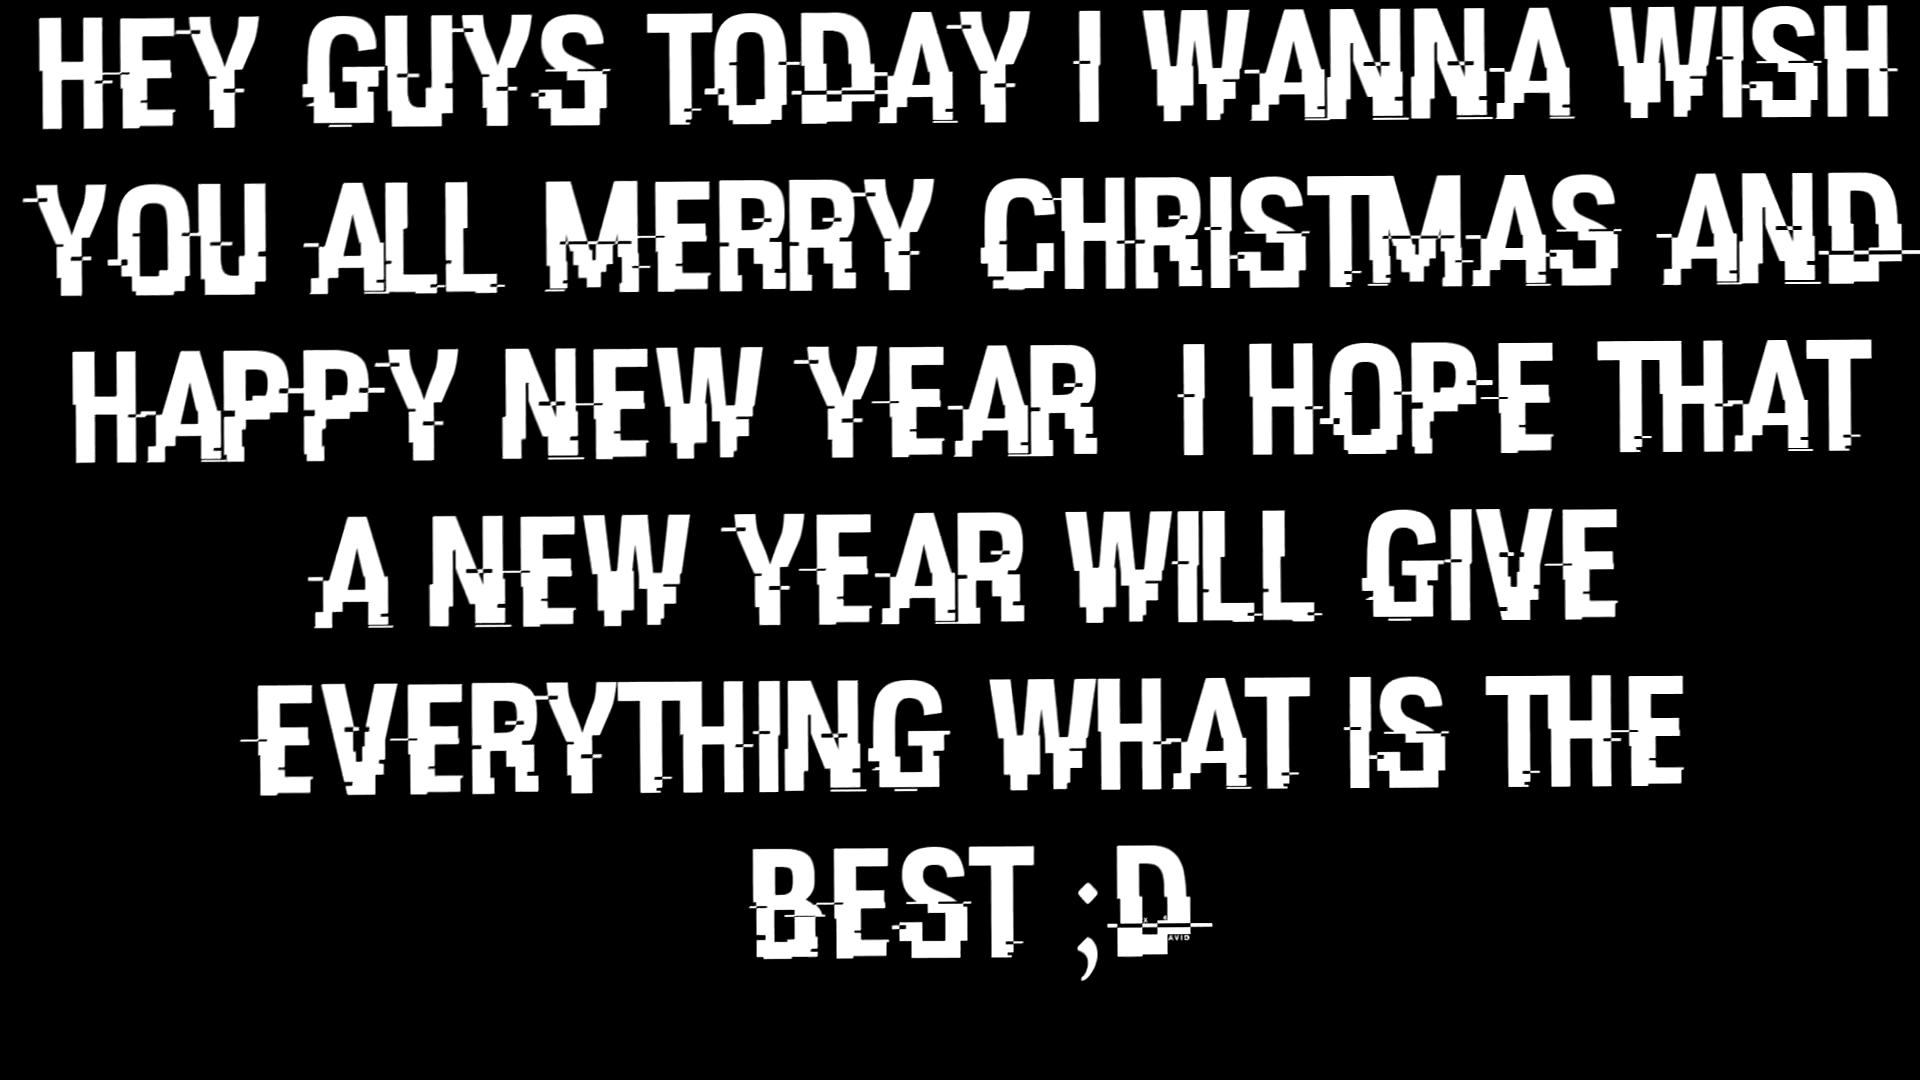 HEY GUYS TODAY I WANNA WISH
YOU ALL MERRY CHRISTMAS AND
HAPPY NEW YEAR I HOPE THAT
A NEW YEAR WILL GIVE
EVERYTHING WHAT IS THE
BEST ;D